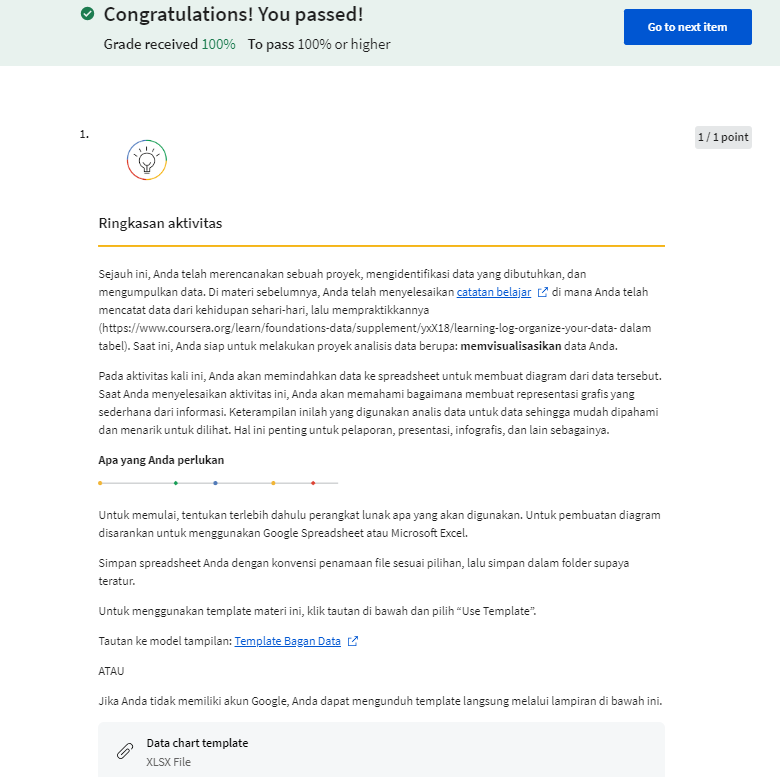 Congratulations! You passed!
Grade received 100% To pass 100% or higher
Go to next item
1.
1 / 1 point
Ringkasan aktivitas
Sejauh ini, Anda telah merencanakan sebuah proyek, mengidentifikasi data yang dibutuhkan, dan
mengumpulkan data. Di materi sebelumnya, Anda telah menyelesaikan catatan belajar di mana Anda telah
mencatat data dari kehidupan sehari-hari, lalu mempraktikkannya
(https://www.coursera.org/learn/foundations-data/supplement/yxX18/learning-log-organize-your-data- dalam
tabel). Saat ini, Anda siap untuk melakukan proyek analisis data berupa: memvisualisasikan data Anda.
Pada aktivitas kali ini, Anda akan memindahkan data ke spreadsheet untuk membuat diagram dari data tersebut.
Saat Anda menyelesaikan aktivitas ini, Anda akan memahami bagaimana membuat representasi grafis yang
sederhana dari informasi. Keterampilan inilah yang digunakan analis data untuk data sehingga mudah dipahami
dan menarik untuk dilihat. Hal ini penting untuk pelaporan, presentasi, infografis, dan lain sebagainya.
Apa yang Anda perlukan
Untuk memulai, tentukan terlebih dahulu perangkat lunak apa yang akan digunakan. Untuk pembuatan diagram
disarankan untuk menggunakan Google Spreadsheet atau Microsoft Excel.
Simpan spreadsheet Anda dengan konvensi penamaan file sesuai pilihan, lalu simpan dalam folder supaya
teratur.
Untuk menggunakan template materi ini, klik tautan di bawah dan pilih “Use Template”.
Tautan ke model tampilan: Template Bagan Data
ATAU
Jika Anda tidak memiliki akun Google, Anda dapat mengunduh template langsung melalui lampiran di bawah ini.
Data chart template
XLSX File